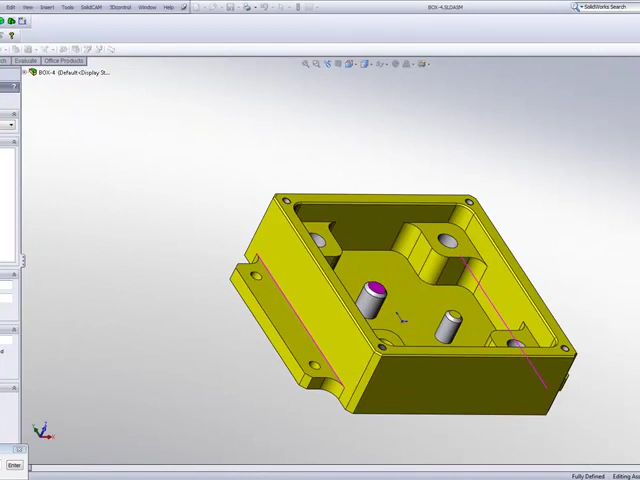 Edit View Insert Tools SolidCAM 3Dcontrol Window Help
BOX-4.SLDASM
SolidWorks Search
Evaluate Office Products
BOX-4 (Default<Display St...
Enter
Fully Defined Editing